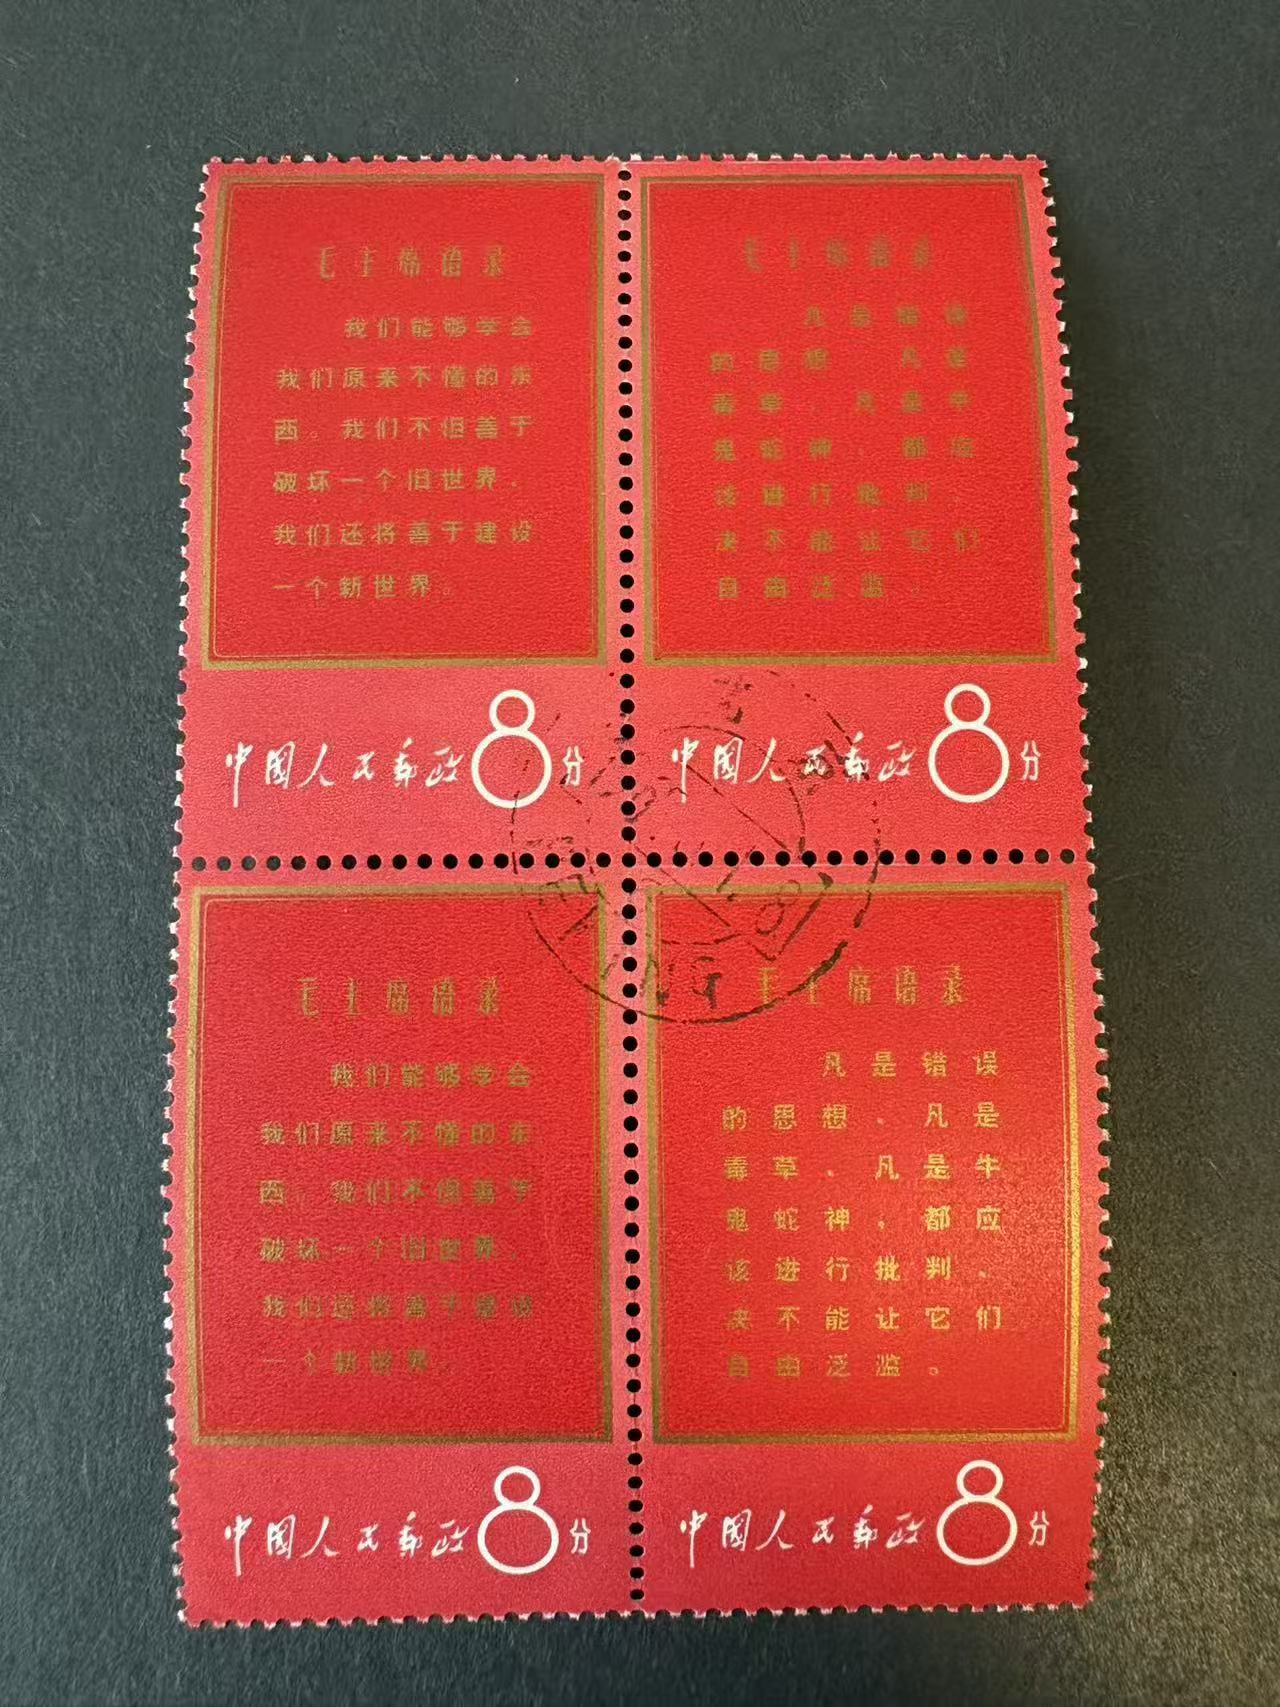 毛主席语录
我们能够学会
我们原来不懂的东
西。我们不但善于
破坏一个旧世界、
我们还将善于建设
一个新世界。
中国人民邮政8分
毛主席语录
凡是错误
的思想、凡是
毒草、凡是牛
鬼蛇神，都应
该进行批判，
决不能让它们
自由泛滥。
中国人民邮政8分
毛主席语录
我们能够学会
我们原来不懂的东
西。我们不但善于
破坏一个旧世界、
我们还将善于建设
一个新世界。
中国人民邮政8分
毛主席语录
凡是错误
的思想、凡是
毒草、凡是牛
鬼蛇神，都应
该进行批判，
决不能让它们
自由泛滥。
中国人民邮政8分